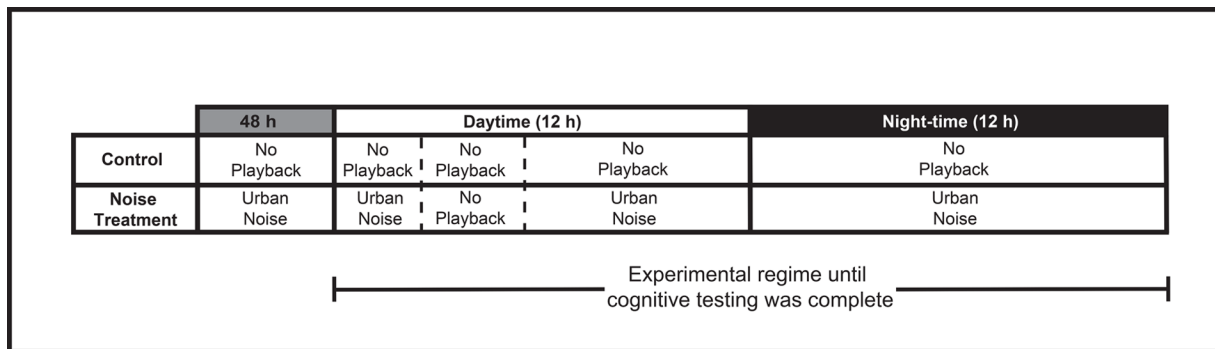 48 h Daytime (12 h) Night-time (12 h)
Control No Playback No Playback No Playback No Playback No Playback
Noise Treatment Urban Noise Urban Noise No Playback Urban Noise Urban Noise
Experimental regime until
cognitive testing was complete